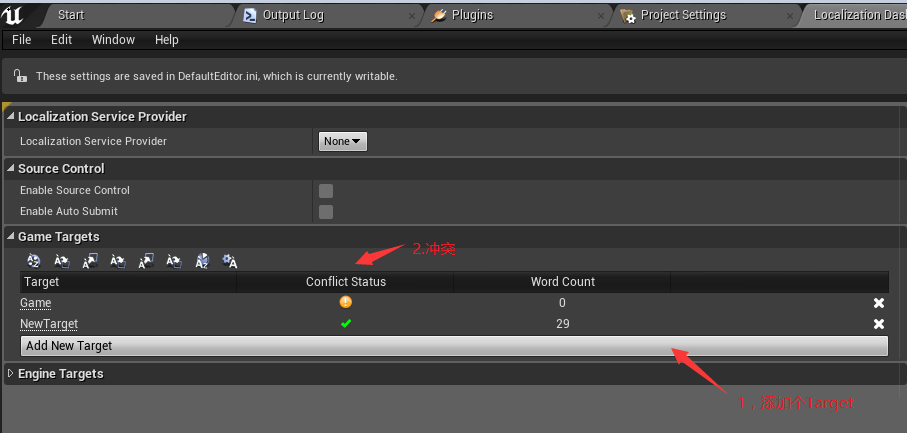 Start
Output Log
Plugins
Project Settings
Localization Das
File Edit Window Help
These settings are saved in DefaultEditor.ini, which is currently writable.
Localization Service Provider
Localization Service Provider None
Source Control
Enable Source Control
Enable Auto Submit
Game Targets
2.冲突
Target Conflict Status Word Count
Game 0
NewTarget 29
Add New Target
Engine Targets
1，添加个Target